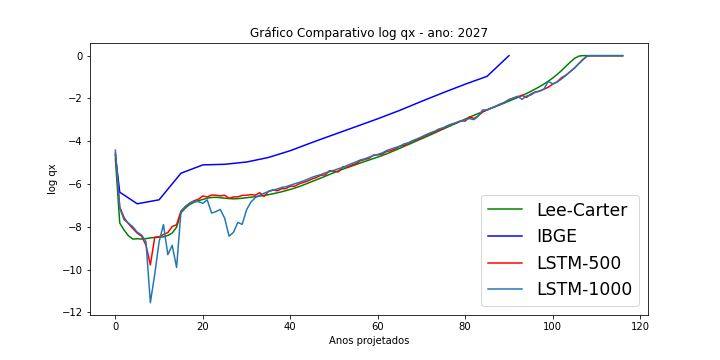 Gráfico Comparativo log qx - ano: 2027
log qx
0
−2
−4
−6
−8
−10
−12
0 20 40 60 80 100 120
Anos projetados
Lee-Carter
IBGE
LSTM-500
LSTM-1000